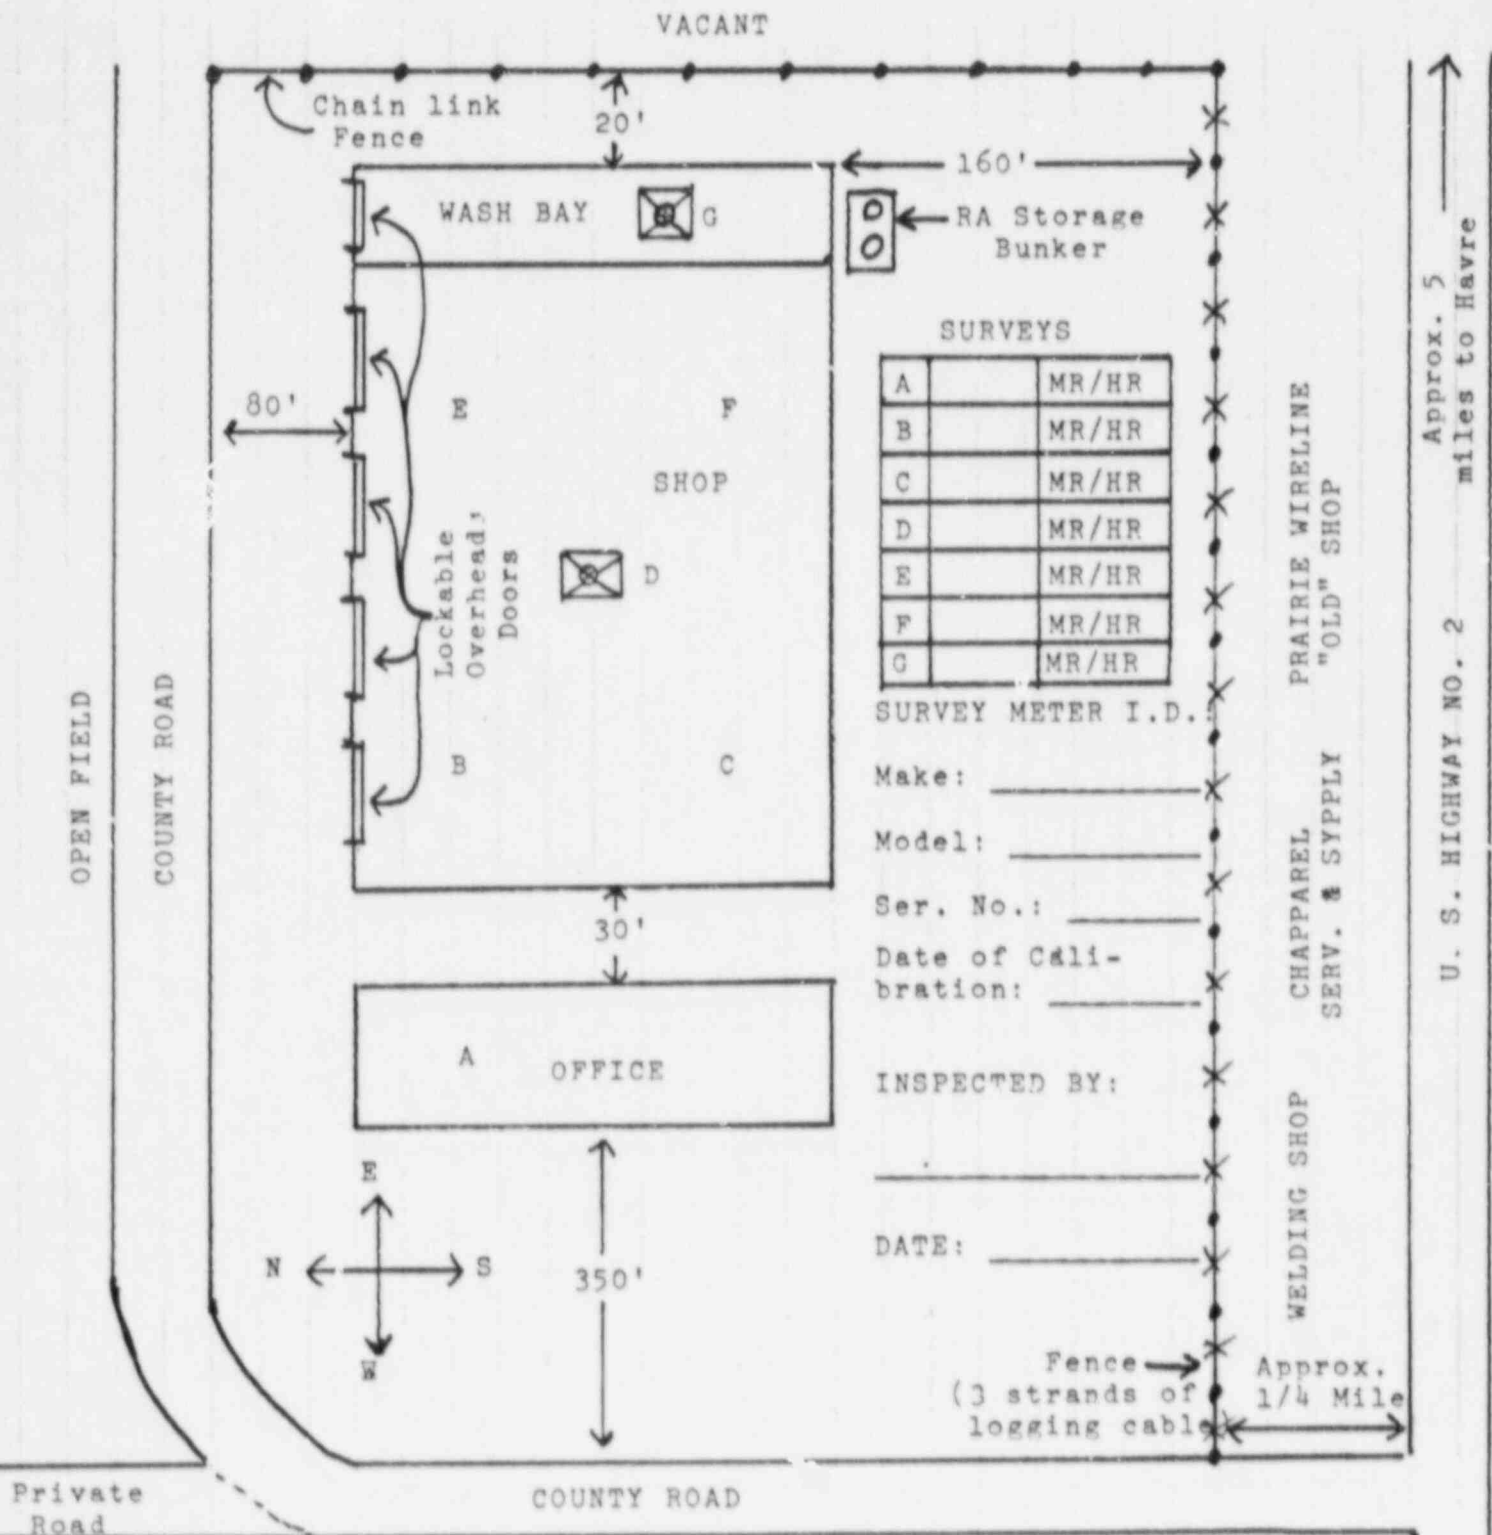 VACANT
Chain link
Fence
20'
160'
WASH BAY
G
RA Storage
Bunker
SURVEYS
A MR/HR
B MR/HR
C MR/HR
D MR/HR
E MR/HR
F MR/HR
G MR/HR
80'
E
F
SHOP
Lockable
Overhead,
Doors
D
B
C
SURVEY METER I.D.:
Make:
Model:
Ser. No.:
Date of Cali-
bration:
30'
A
OFFICE
INSPECTED BY:
DATE:
E
N
S
W
350'
Fence
(3 strands of
logging cable)
Approx.
1/4 Mile
OPEN FIELD
COUNTY ROAD
PRAIRIE WIRELINE
"OLD" SHOP
CHAPPAREL
SERV. & SYPPLY
WELDING SHOP
Approx. 5
miles to Havre
U. S. HIGHWAY NO. 2
Private
Road
COUNTY ROAD